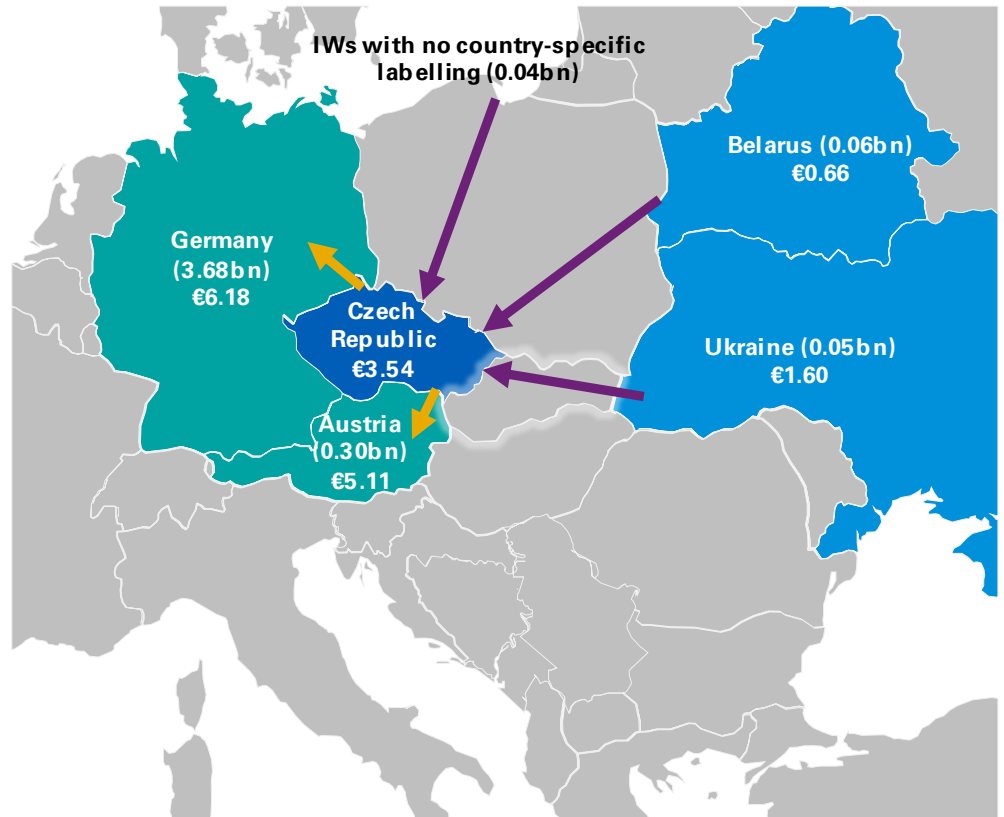 IWs with no country-specific
labelling (0.04bn)
Belarus (0.06bn)
€0.66
Germany
(3.68bn)
€6.18
Czech
Republic
€3.54
Ukraine (0.05bn)
€1.60
Austria
(0.30bn)
€5.11